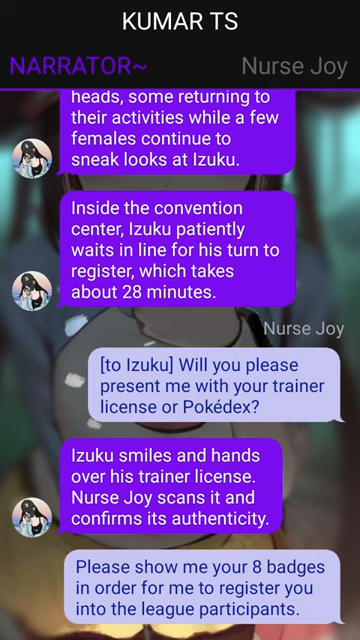 KUMAR TS
NARRATOR~
Nurse Joy
heads, some returning to
their activities while a few
females continue to
sneak looks at Izuku.
Inside the convention
center, Izuku patiently
waits in line for his turn to
register, which takes
about 28 minutes.
Nurse Joy
[to Izuku] Will you please
present me with your trainer
license or Pokédex?
Izuku smiles and hands
over his trainer license.
Nurse Joy scans it and
confirms its authenticity.
Please show me your 8 badges
in order for me to register you
into the league participants.